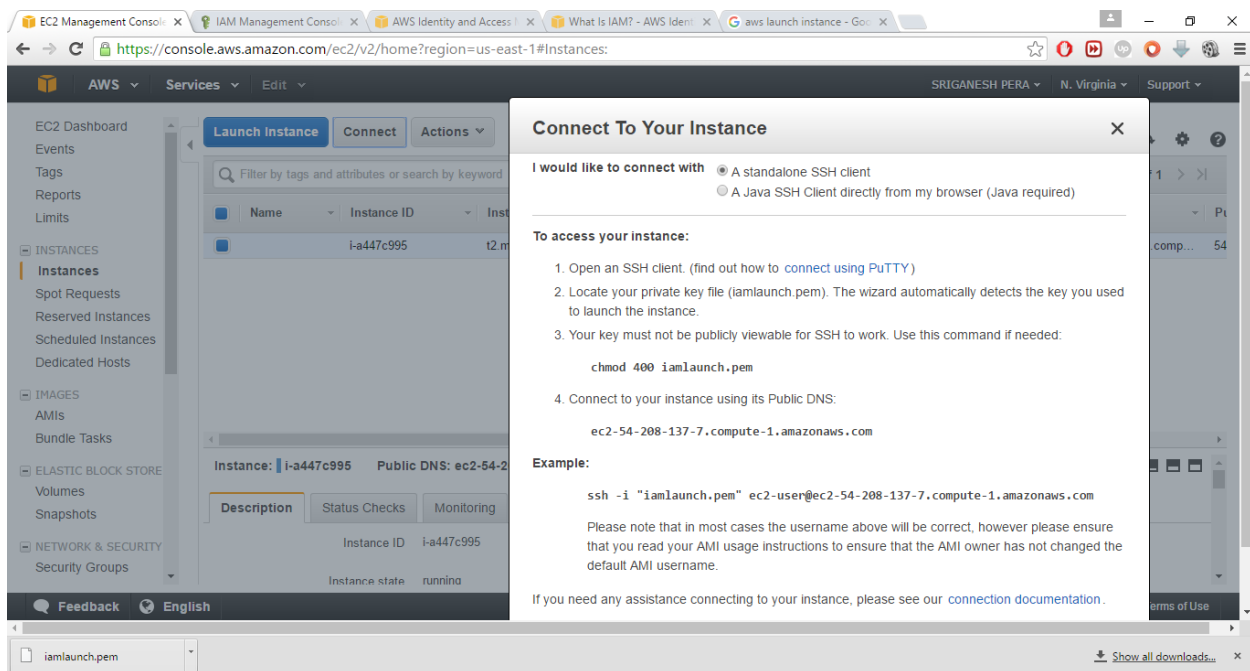 EC2 Management Console
IAM Management Consol
AWS Identity and Access
What Is IAM? - AWS Ident
aws launch instance - Goo
https://console.aws.amazon.com/ec2/v2/home?region=us-east-1#Instances:
AWS Services Edit SRIGANESH PERA N. Virginia Support
EC2 Dashboard
Events
Tags
Reports
Limits
INSTANCES
Instances
Spot Requests
Reserved Instances
Scheduled Instances
Dedicated Hosts
IMAGES
AMIs
Bundle Tasks
ELASTIC BLOCK STORE
Volumes
Snapshots
NETWORK & SECURITY
Security Groups
Launch Instance Connect Actions
Filter by tags and attributes or search by keyword
1
Name Instance ID Inst
i-a447c995 t2.m .comp... 54
Instance: i-a447c995 Public DNS: ec2-54-2
Description Status Checks Monitoring
Instance ID i-a447c995
Instance state running
Connect To Your Instance
I would like to connect with A standalone SSH client
A Java SSH Client directly from my browser (Java required)
To access your instance:
1. Open an SSH client. (find out how to connect using PuTTY)
2. Locate your private key file (iamlaunch.pem). The wizard automatically detects the key you used
to launch the instance.
3. Your key must not be publicly viewable for SSH to work. Use this command if needed:
chmod 400 iamlaunch.pem
4. Connect to your instance using its Public DNS:
ec2-54-208-137-7.compute-1.amazonaws.com
Example:
ssh -i "iamlaunch.pem" ec2-user@ec2-54-208-137-7.compute-1.amazonaws.com
Please note that in most cases the username above will be correct, however please ensure
that you read your AMI usage instructions to ensure that the AMI owner has not changed the
default AMI username.
If you need any assistance connecting to your instance, please see our connection documentation.
Feedback English erms of Use
iamlaunch.pem Show all downloads...